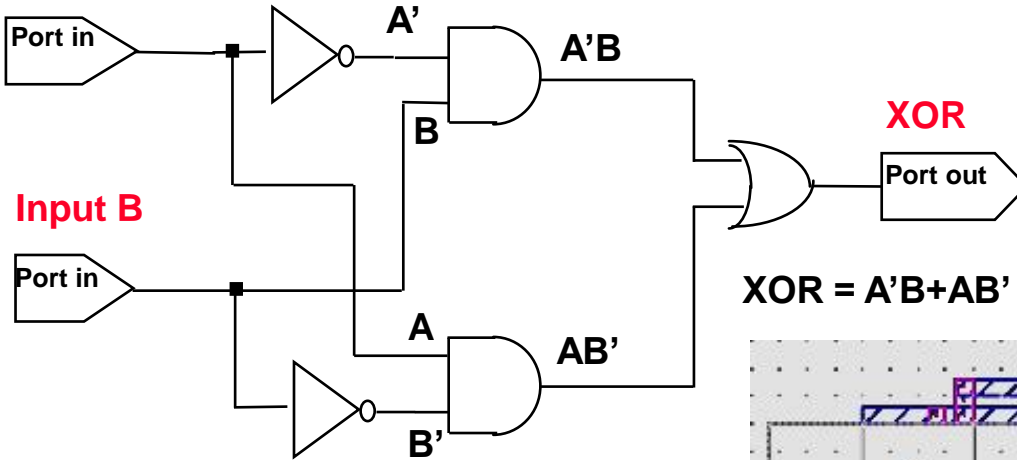 Port in
A'
A'B
B
XOR
Port out
Input B
Port in
XOR = A'B+AB'
A
AB'
B'